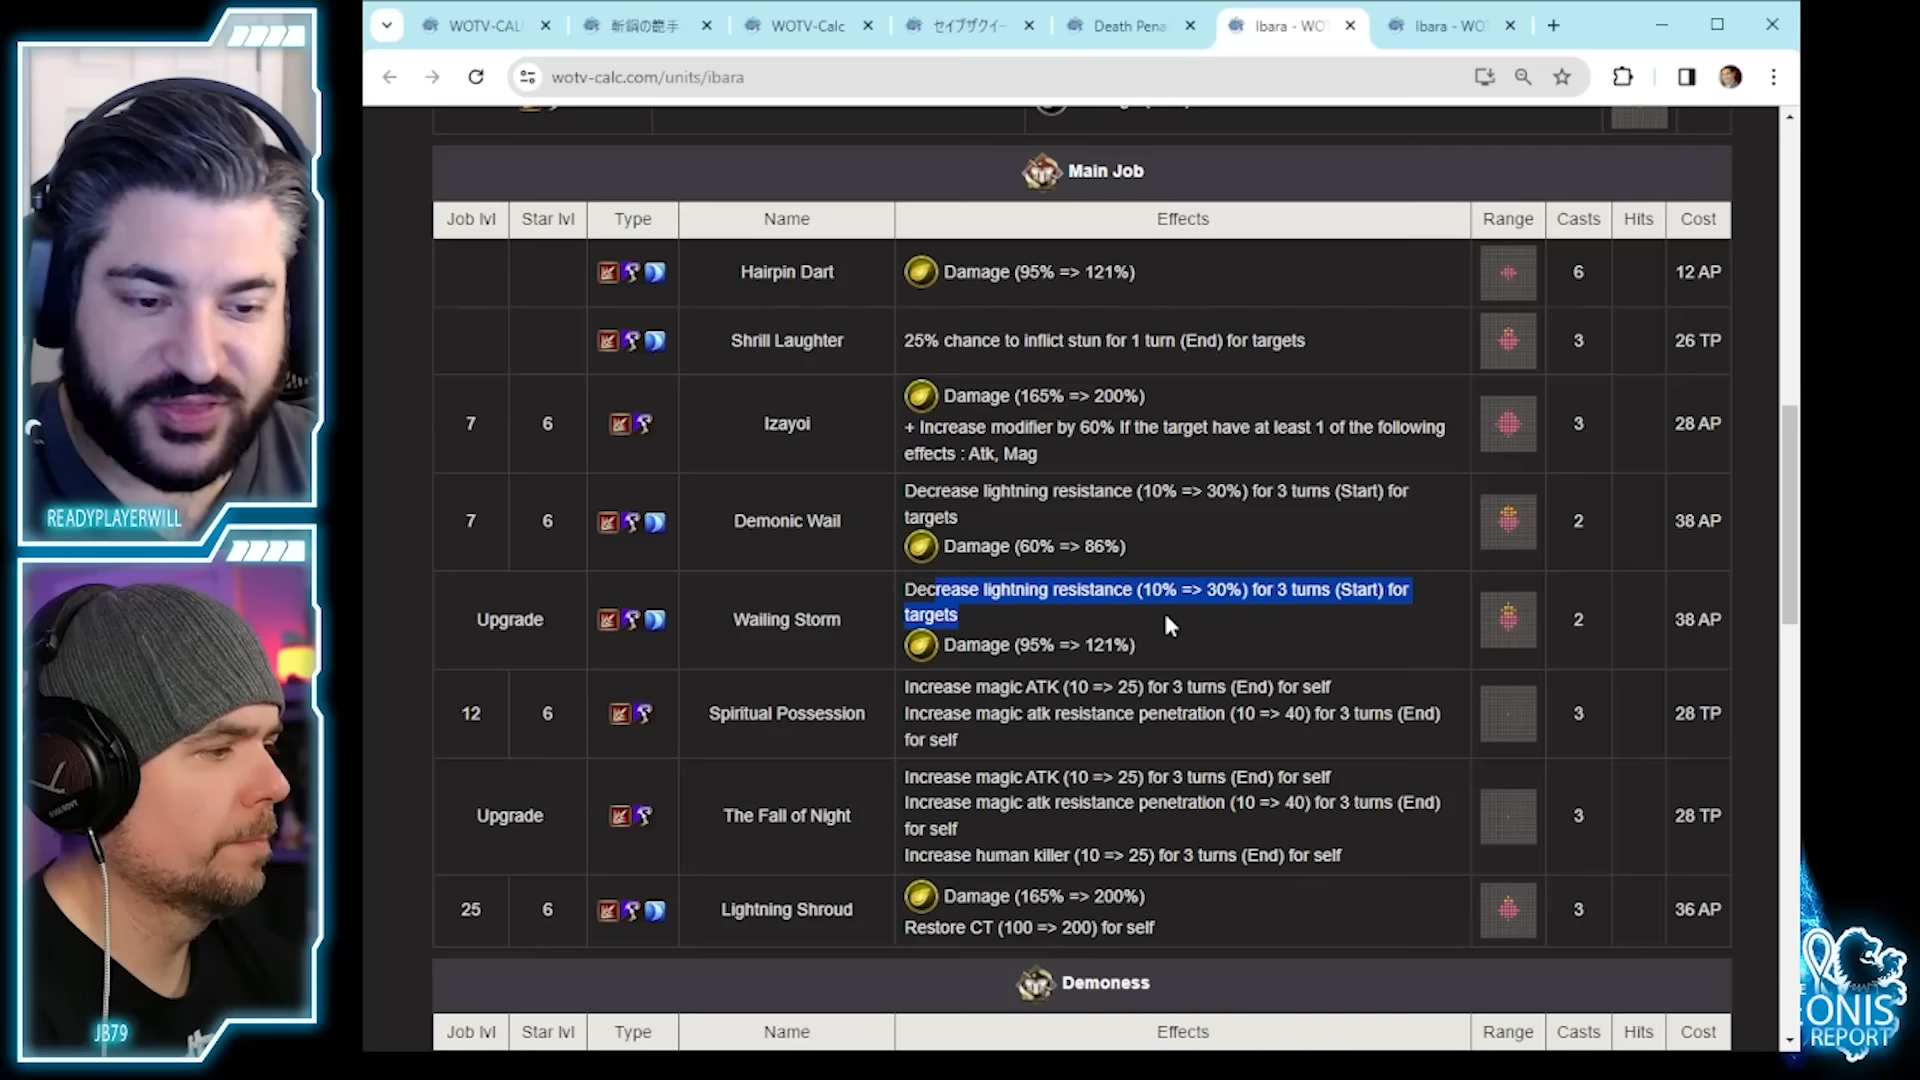 WOTV-CAL
斬鋼の籠手
WOTV-Calc
セイブザクイー
Death Pena
Ibara - WO
Ibara - WO
wotv-calc.com/units/ibara
Main Job
Job lvl Star lvl Type Name Effects Range Casts Hits Cost
Hairpin Dart Damage (95% => 121%) 6 12 AP
Shrill Laughter 25% chance to inflict stun for 1 turn (End) for targets 3 26 TP
Damage (165% => 200%)
7 6 Izayoi + Increase modifier by 60% If the target have at least 1 of the following 3 28 AP
effects : Atk, Mag
Decrease lightning resistance (10% => 30%) for 3 turns (Start) for
7 6 Demonic Wail targets 2 38 AP
Damage (60% => 86%)
Decrease lightning resistance (10% => 30%) for 3 turns (Start) for
Upgrade Wailing Storm targets 2 38 AP
Damage (95% => 121%)
Increase magic ATK (10 => 25) for 3 turns (End) for self
12 6 Spiritual Possession Increase magic atk resistance penetration (10 => 40) for 3 turns (End) 3 28 TP
for self
Increase magic ATK (10 => 25) for 3 turns (End) for self
Upgrade The Fall of Night Increase magic atk resistance penetration (10 => 40) for 3 turns (End) 3 28 TP
for self
Increase human killer (10 => 25) for 3 turns (End) for self
Damage (165% => 200%)
25 6 Lightning Shroud 3 36 AP
Restore CT (100 => 200) for self
Demoness
Job lvl Star lvl Type Name Effects Range Casts Hits Cost
READYPLAYERWILL
JB79
ONIS
REPORT